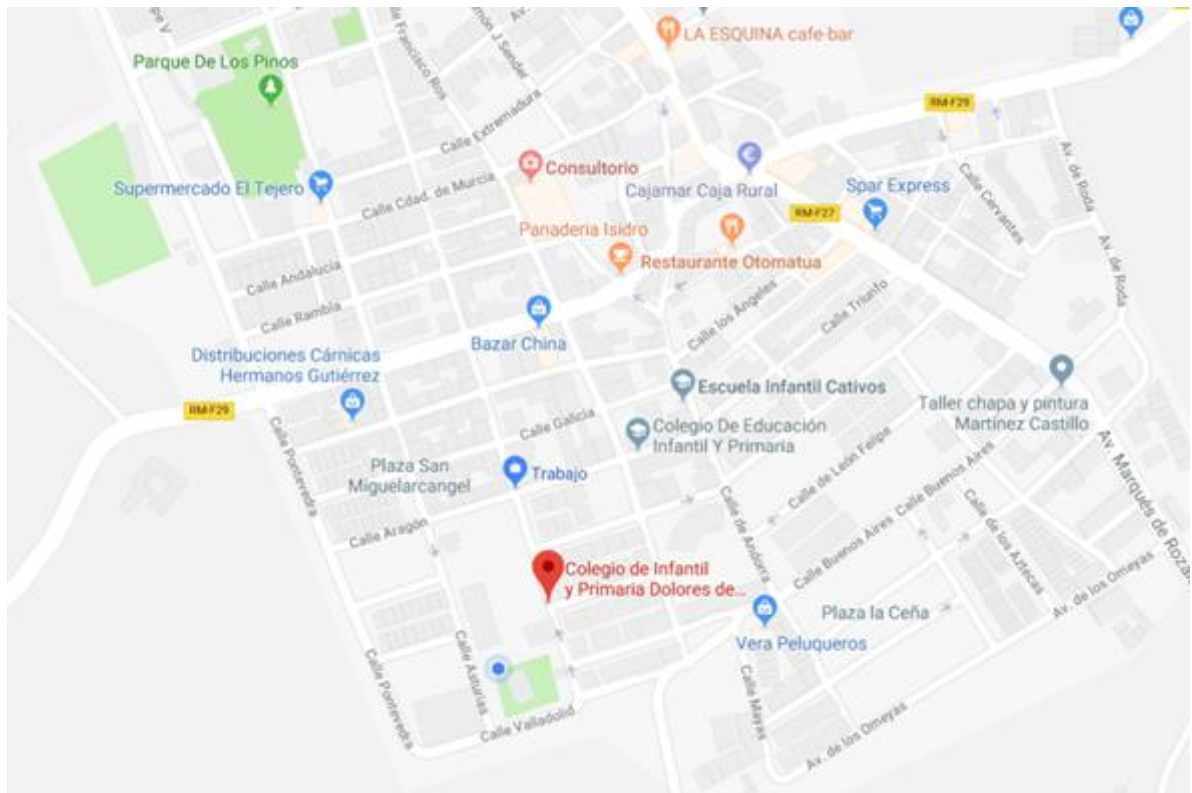 LA ESQUINA cafe-bar
Parque De Los Pinos
Calle Francisco Ros
RM-F29
Calle Extremadura
Consultorio
Av. de Roda
Supermercado El Tejero
Calle Cdad. de Murcia
Cajamar Caja Rural
Spar Express
Calle Cervantes
RM-F27
Panaderia Isidro
Restaurante Otomatua
Av. de Roda
Calle Andalucía
Calle Rambla
Calle los Ángeles
Calle Triunfo
Bazar China
Distribuciones Cárnicas
Hermanos Gutiérrez
Escuela Infantil Cativos
RM-F29
Taller chapa y pintura
Martinez Castillo
Calle Galicia
Colegio De Educación
Infantil Y Primaria
Calle Pontevedra
Plaza San
Miguelarcangel
Trabajo
Calle de León Felipe
Calle Buenos Aires
Av. Marqués de
Calle Aragón
Calle de Andorra
Calle Buenos Aires
Calle de los Aztecas
Colegio de Infantil
y Primaria Dolores de...
Av. de los Omeyas
Plaza la Ceña
Vera Peluqueros
Calle Asturias
Calle Pontevedra
Calle Valladolid
Calle Mayas
Av. de los Omeyas